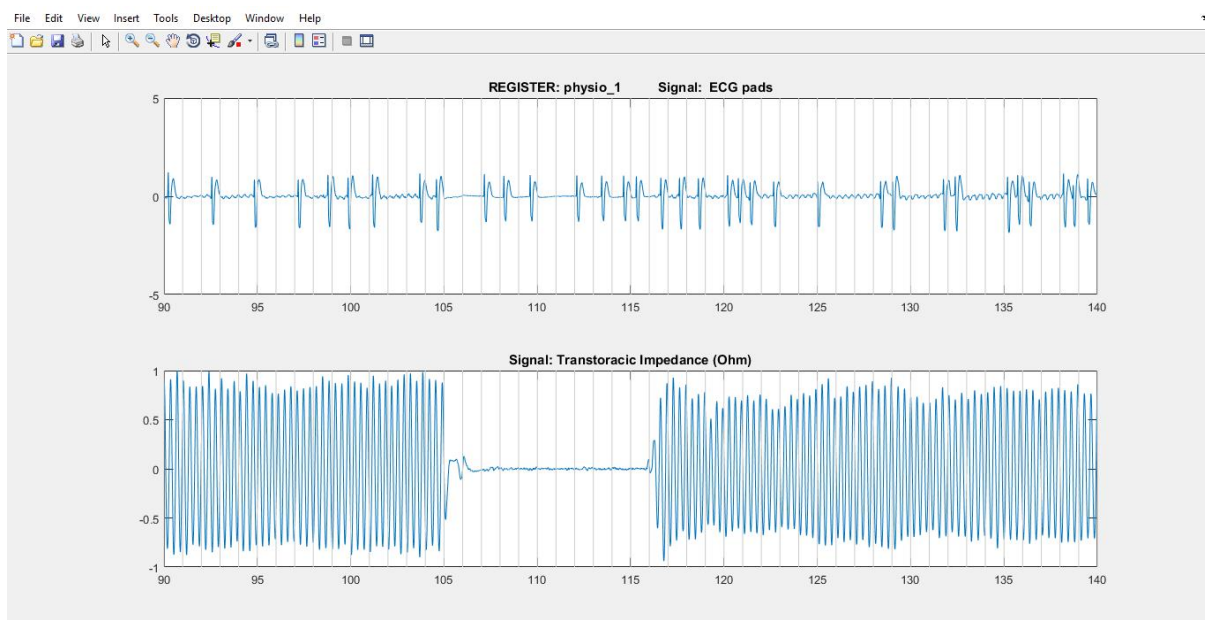 File Edit View Insert Tools Desktop Window Help
REGISTER: physio_1 Signal: ECG pads
5
0
-5
90 95 100 105 110 115 120 125 130 135 140
Signal: Transtoracic Impedance (Ohm)
1
0.5
0
-0.5
-1
90 95 100 105 110 115 120 125 130 135 140